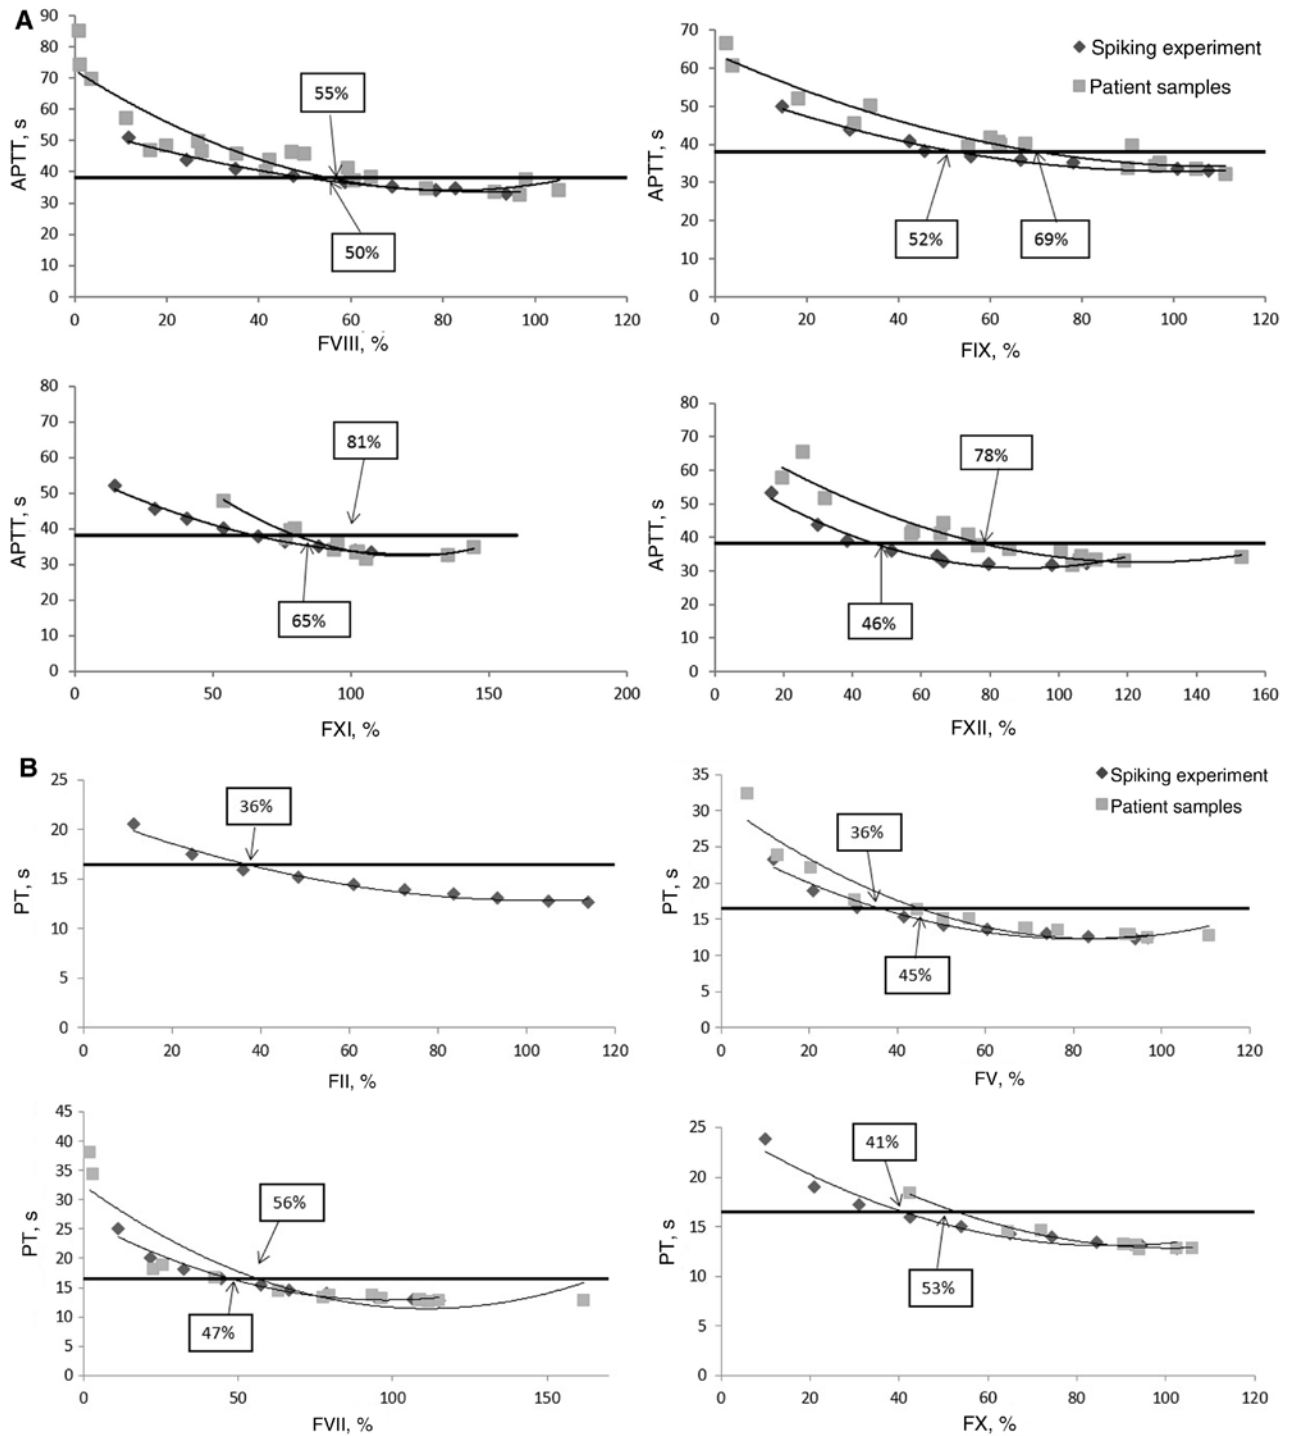 A
90
80
70
60
50
40
30
20
10
0
APTT, s
55%
50%
0 20 40 60 80 100 120
FVIII, %
70
60
50
40
30
20
10
0
APTT, s
Spiking experiment
Patient samples
52%
69%
0 20 40 60 80 100 120
FIX, %
80
70
60
50
40
30
20
10
0
APTT, s
81%
65%
0 50 100 150 200
FXI, %
80
70
60
50
40
30
20
10
0
APTT, s
78%
46%
0 20 40 60 80 100 120 140 160
FXII, %
B
25
20
15
10
5
0
PT, s
36%
0 20 40 60 80 100 120
FII, %
35
30
25
20
15
10
5
0
PT, s
Spiking experiment
Patient samples
36%
45%
0 20 40 60 80 100 120
FV, %
45
40
35
30
25
20
15
10
5
0
PT, s
56%
47%
0 50 100 150
FVII, %
25
20
15
10
5
0
PT, s
41%
53%
0 20 40 60 80 100 120
FX, %